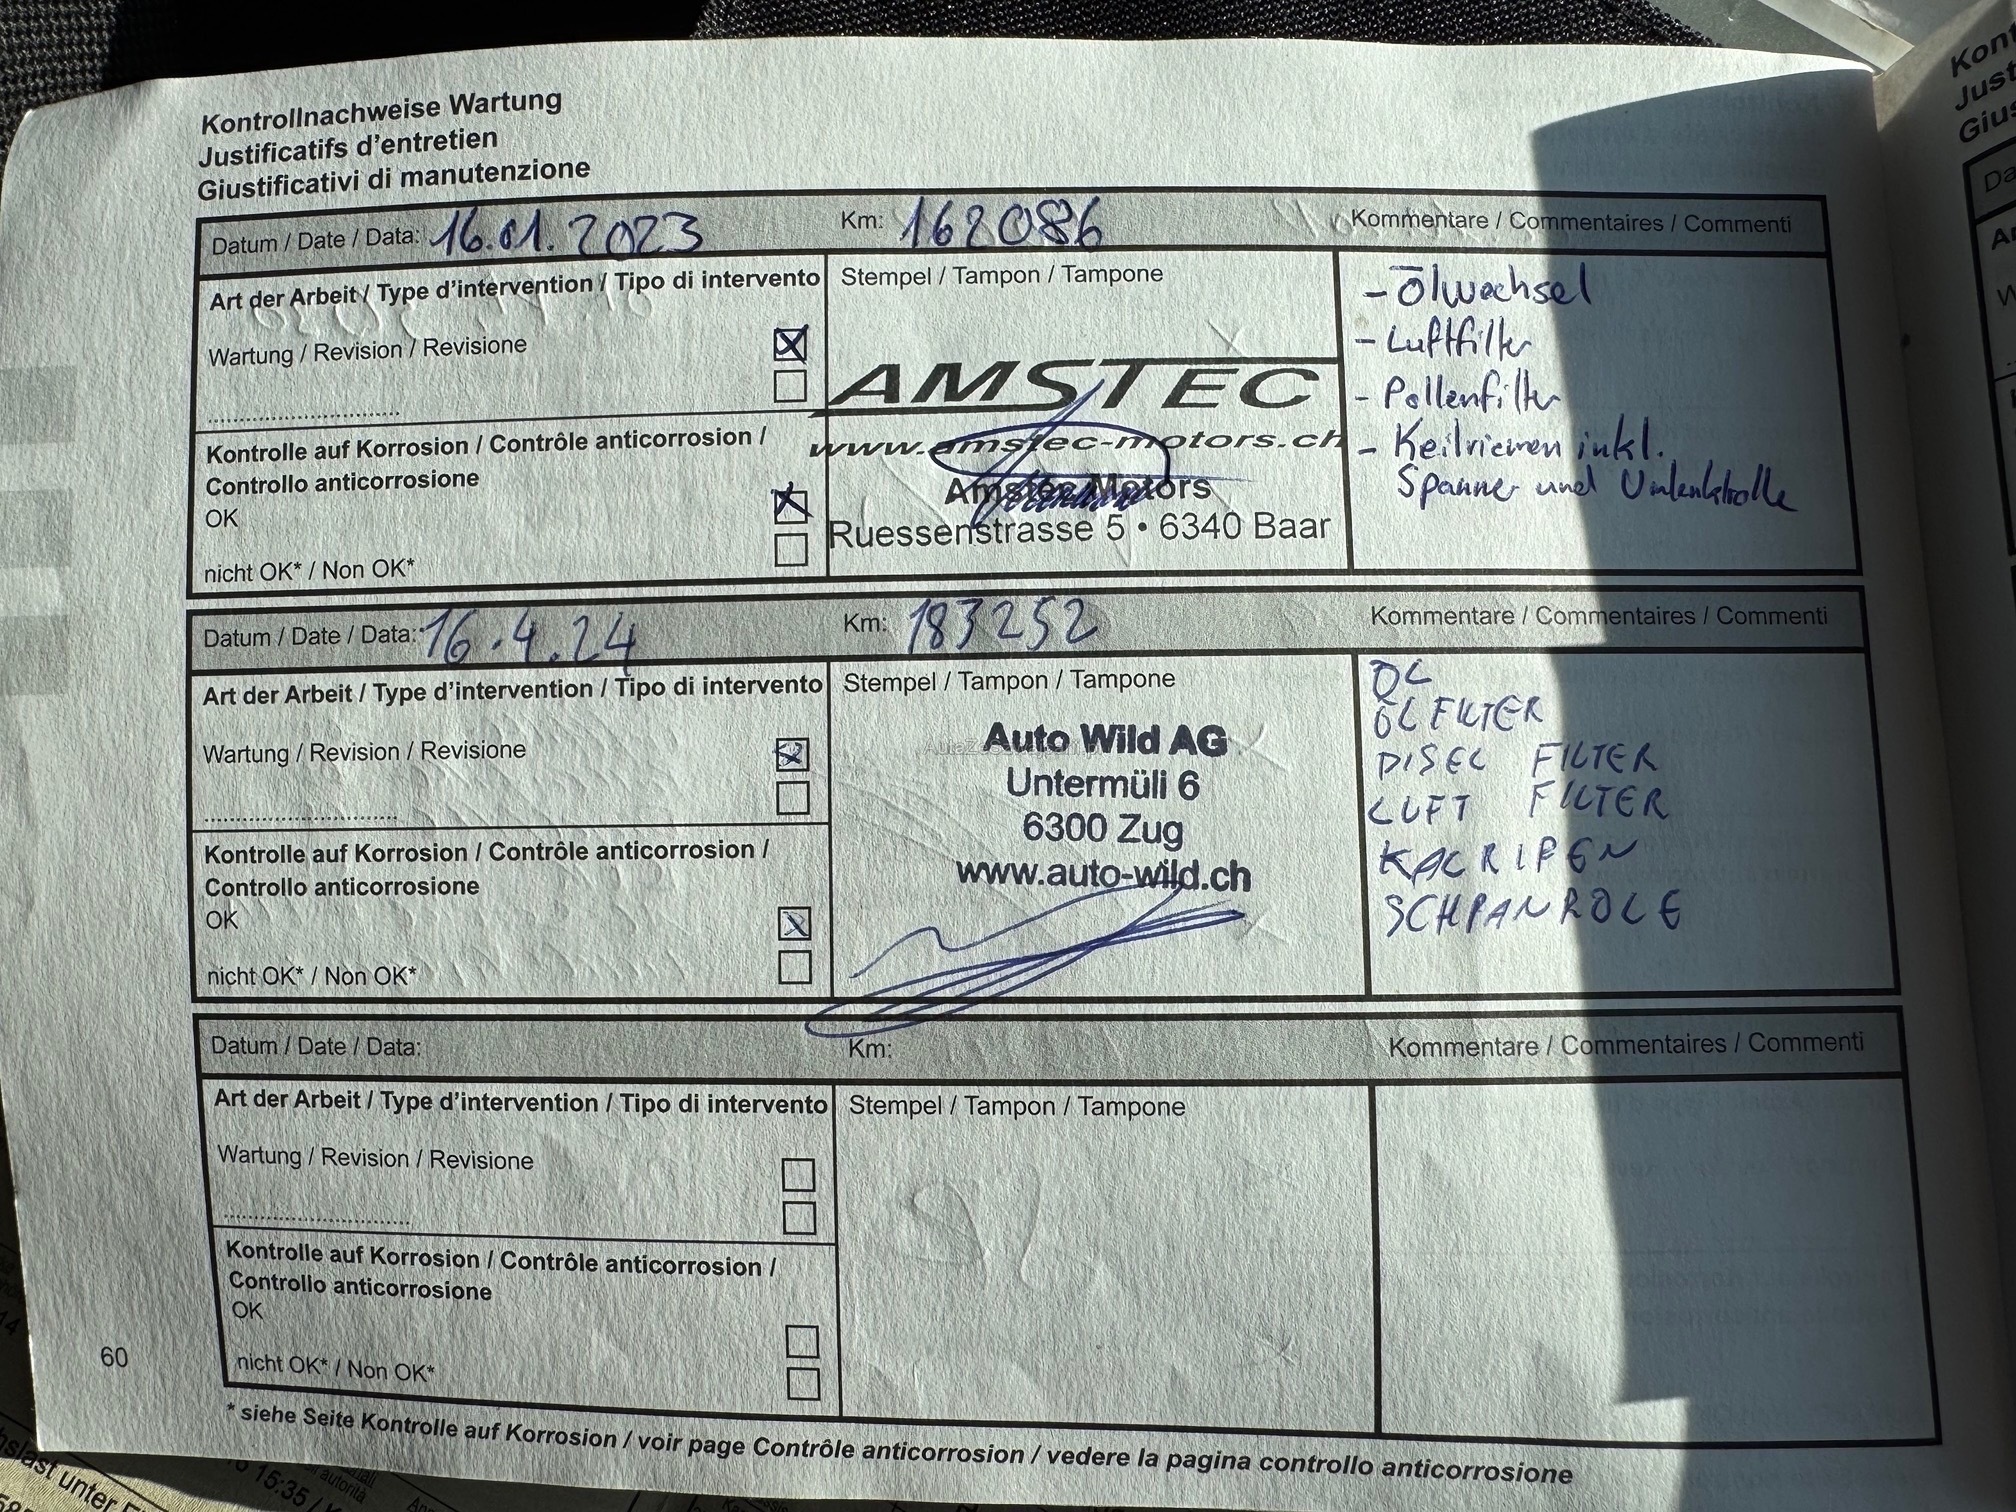 Kontrollnachweise Wartung
Justificatifs d'entretien
Giustificativi di manutenzione
Datum / Date / Data: 16.01.2023 Km: 162086 Kommentare / Commentaires / Commenti
Art der Arbeit / Type d'intervention / Tipo di intervento
Wartung / Revision / Revisione
Kontrolle auf Korrosion / Contrôle anticorrosion /
Controllo anticorrosione
OK
nicht OK* / Non OK*
Stempel / Tampon / Tampone
AMSTEC
www.amstec-motors.ch
Amstec Motors
Ruessenstrasse 5 • 6340 Baar
- Ölwechsel
- Luftfilter
- Pollenfilter
- Keilriemen inkl.
Spanner und Umlenkrolle
Datum / Date / Data: 16.4.24 Km: 183252 Kommentare / Commentaires / Commenti
Art der Arbeit / Type d'intervention / Tipo di intervento
Wartung / Revision / Revisione
Kontrolle auf Korrosion / Contrôle anticorrosion /
Controllo anticorrosione
OK
nicht OK* / Non OK*
Stempel / Tampon / Tampone
Auto Wild AG
Untermüli 6
6300 Zug
www.auto-wild.ch
ÖL
ÖL FILTER
DISEL FILTER
LUFT FILTER
SCHPANROLE
Datum / Date / Data: Km: Kommentare / Commentaires / Commenti
Art der Arbeit / Type d'intervention / Tipo di intervento
Wartung / Revision / Revisione
Kontrolle auf Korrosion / Contrôle anticorrosion /
Controllo anticorrosione
OK
nicht OK* / Non OK*
Stempel / Tampon / Tampone
60
* siehe Seite Kontrolle auf Korrosion / voir page Contrôle anticorrosion / vedere la pagina controllo anticorrosione